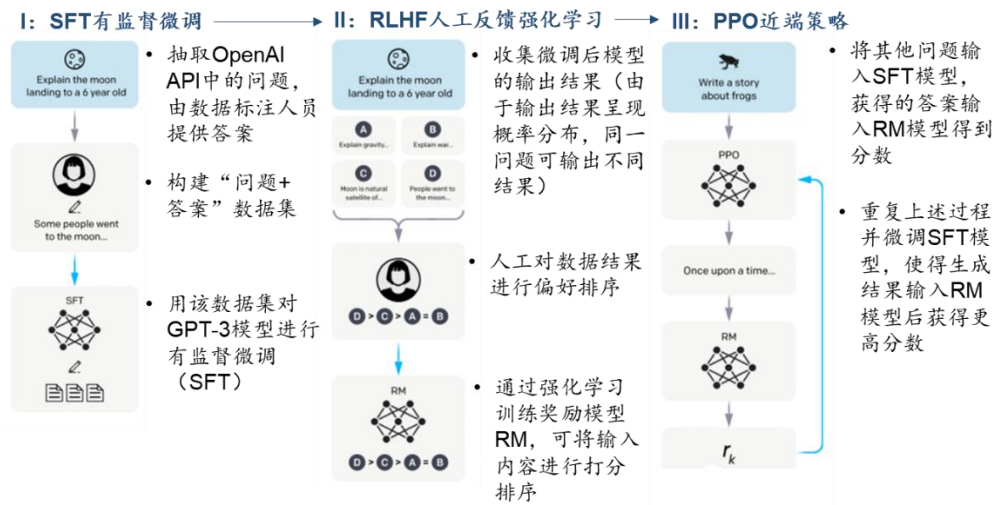 I：SFT有监督微调
II：RLHF人工反馈强化学习
III：PPO近端策略
Explain the moon
landing to a 6 year old
Some people went
to the moon...
SFT
• 抽取OpenAI
API中的问题，
由数据标注人员
提供答案
• 构建“问题+
答案”数据集
• 用该数据集对
GPT-3模型进行
有监督微调
（SFT）
Explain the moon
landing to a 6 year old
A
Explain gravity...
B
Explain war...
C
Moon is natural
satellite of...
D
People went to
the moon...
D > C > A = B
RM
D > C > A = B
• 收集微调后模型
的输出结果（由
于输出结果呈现
概率分布，同一
问题可输出不同
结果）
• 人工对数据结果
进行偏好排序
• 通过强化学习
训练奖励模型
RM，可将输入
内容进行打分
排序
Write a story
about frogs
PPO
Once upon a time...
RM
rk
• 将其他问题输
入SFT模型，
获得的答案输
入RM模型得到
分数
• 重复上述过程
并微调SFT模
型，使得生成
结果输入RM
模型后获得更
高分数